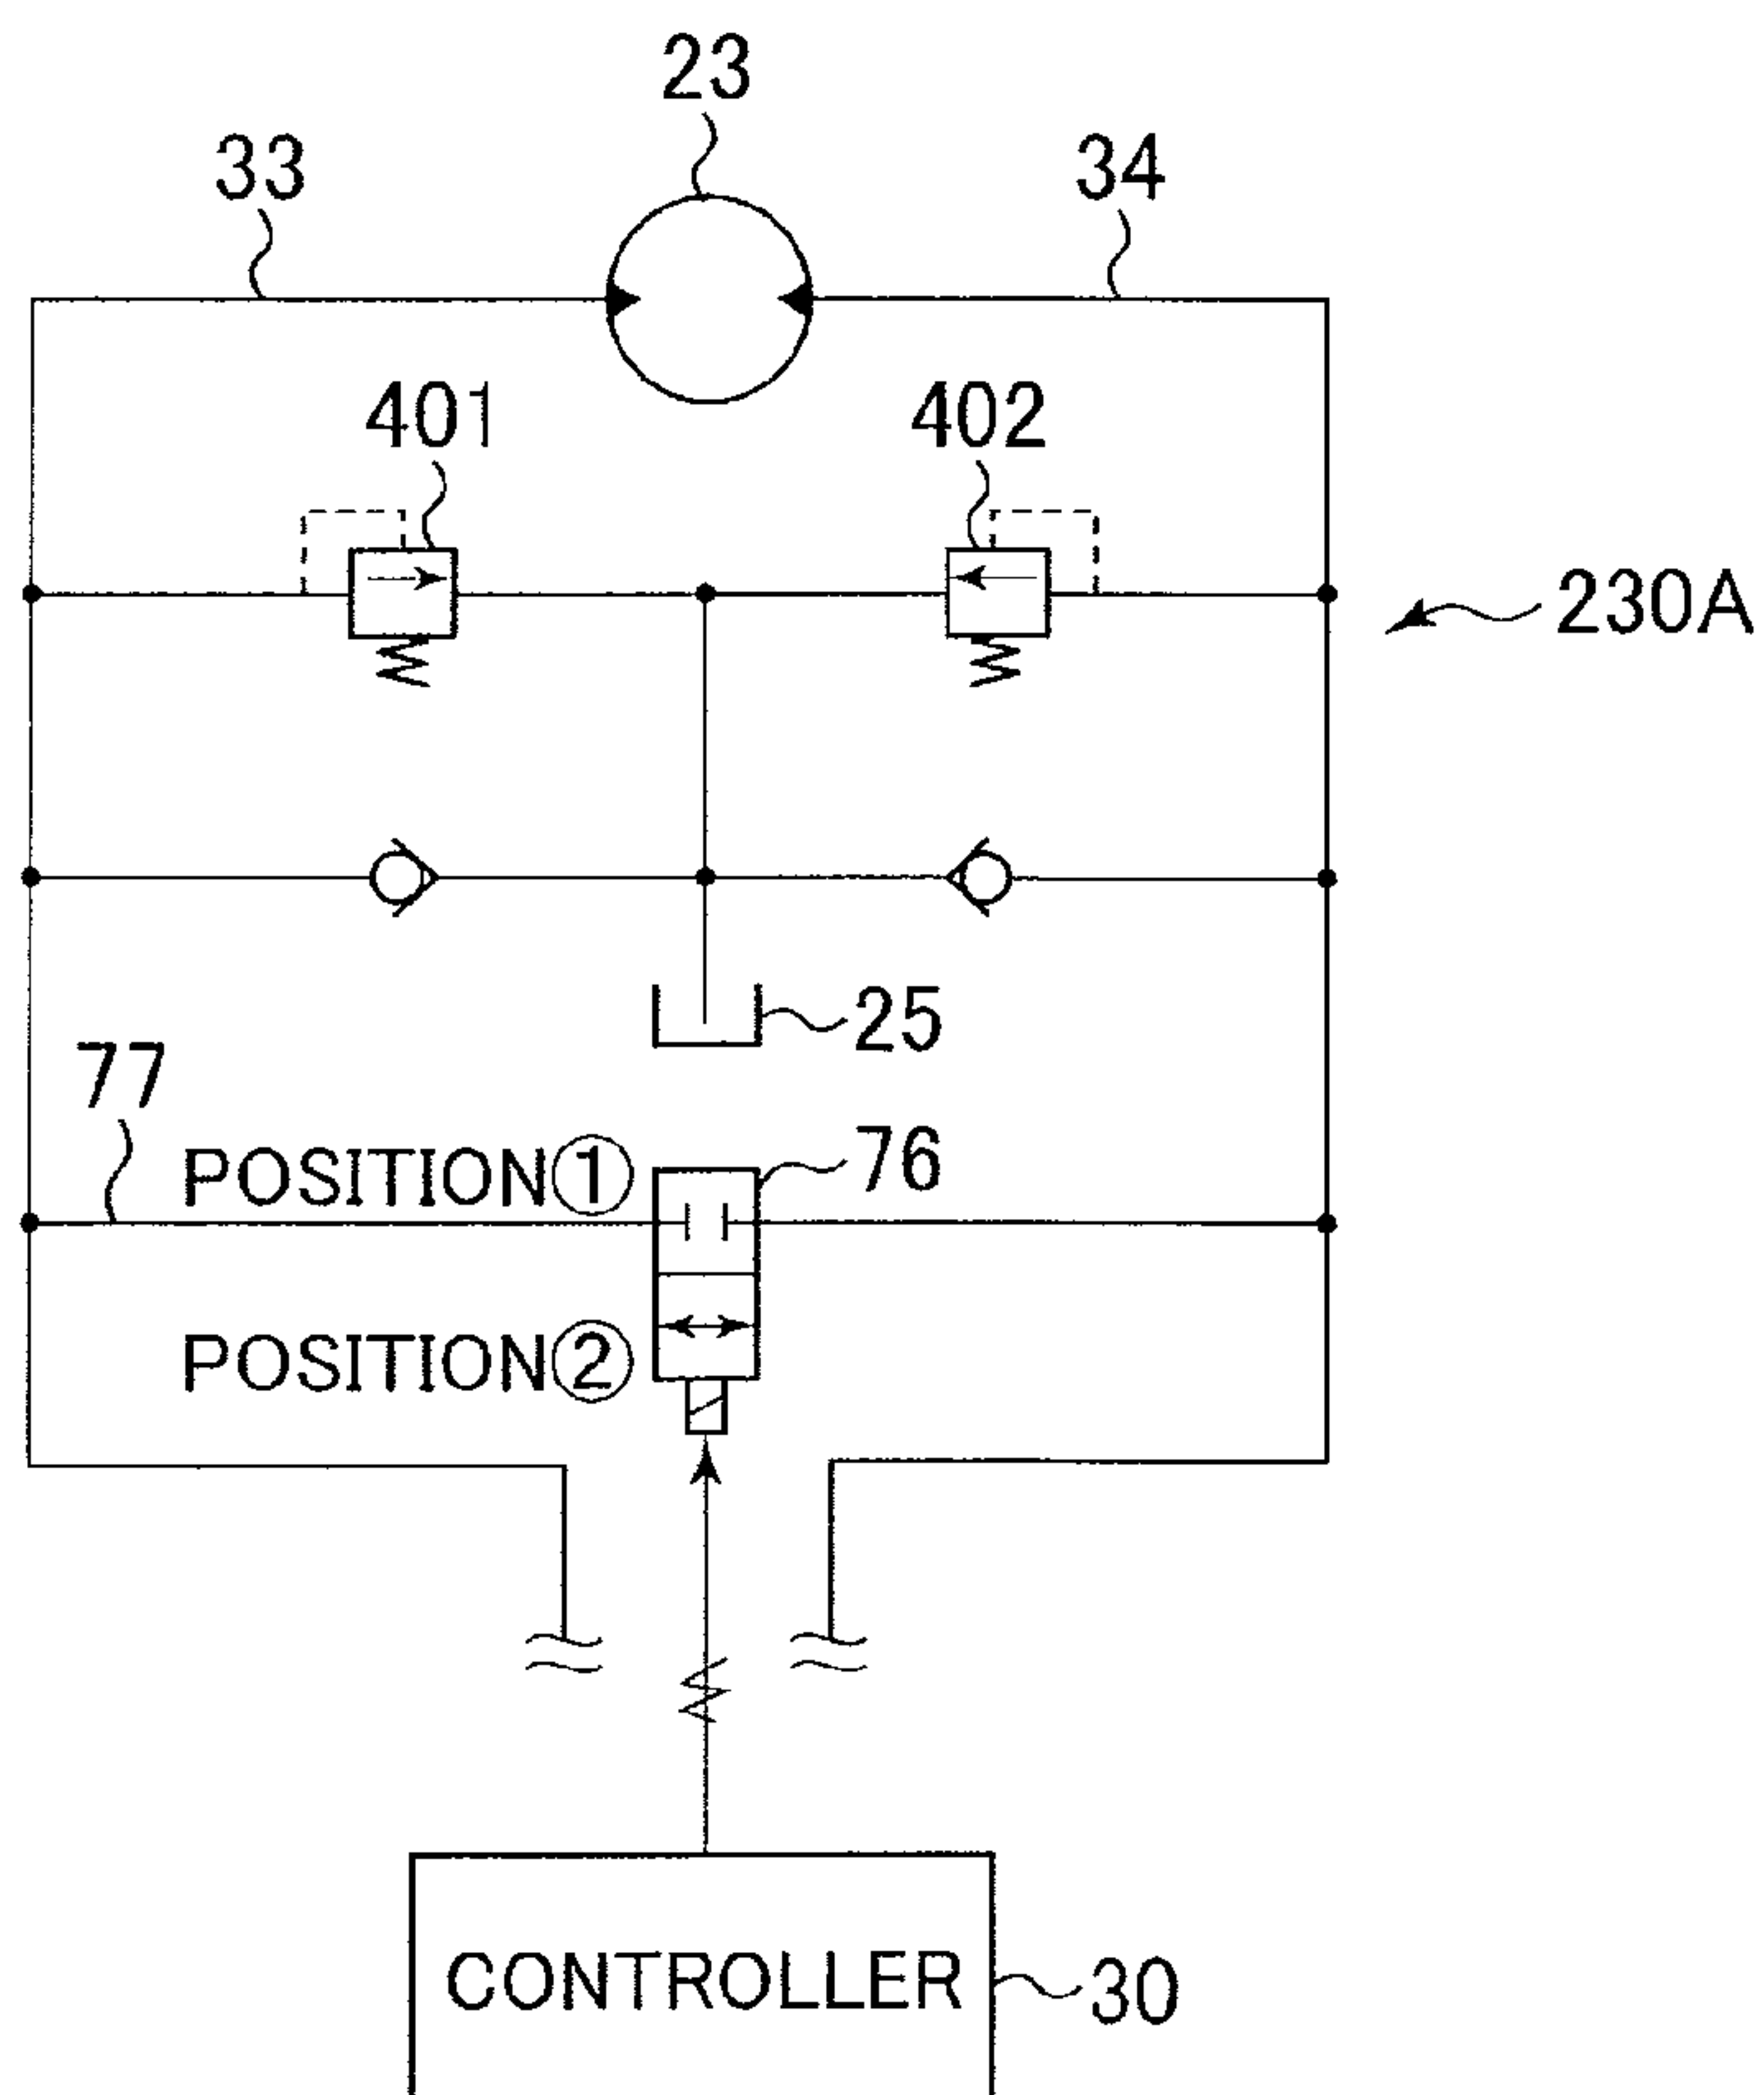 23
33
34
401
402
230A
25
77
POSITION①
76
POSITION②
CONTROLLER
30